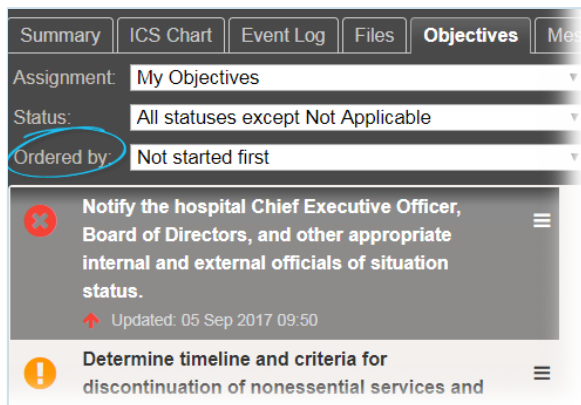 Summary ICS Chart Event Log Files Objectives Mes
Assignment: My Objectives
Status: All statuses except Not Applicable
Ordered by: Not started first
Notify the hospital Chief Executive Officer,
Board of Directors, and other appropriate
internal and external officials of situation
status.
Updated: 05 Sep 2017 09:50
Determine timeline and criteria for
discontinuation of nonessential services and